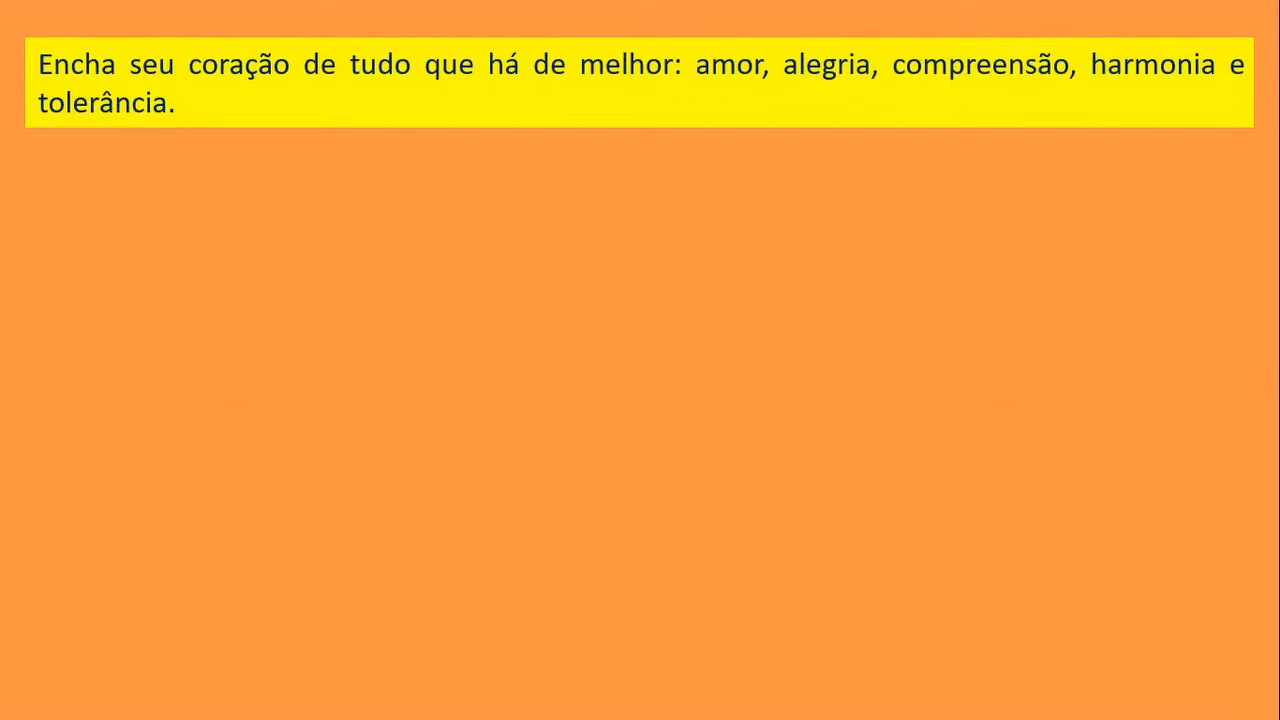 Encha seu coração de tudo que há de melhor: amor, alegria, compreensão, harmonia e
tolerância.